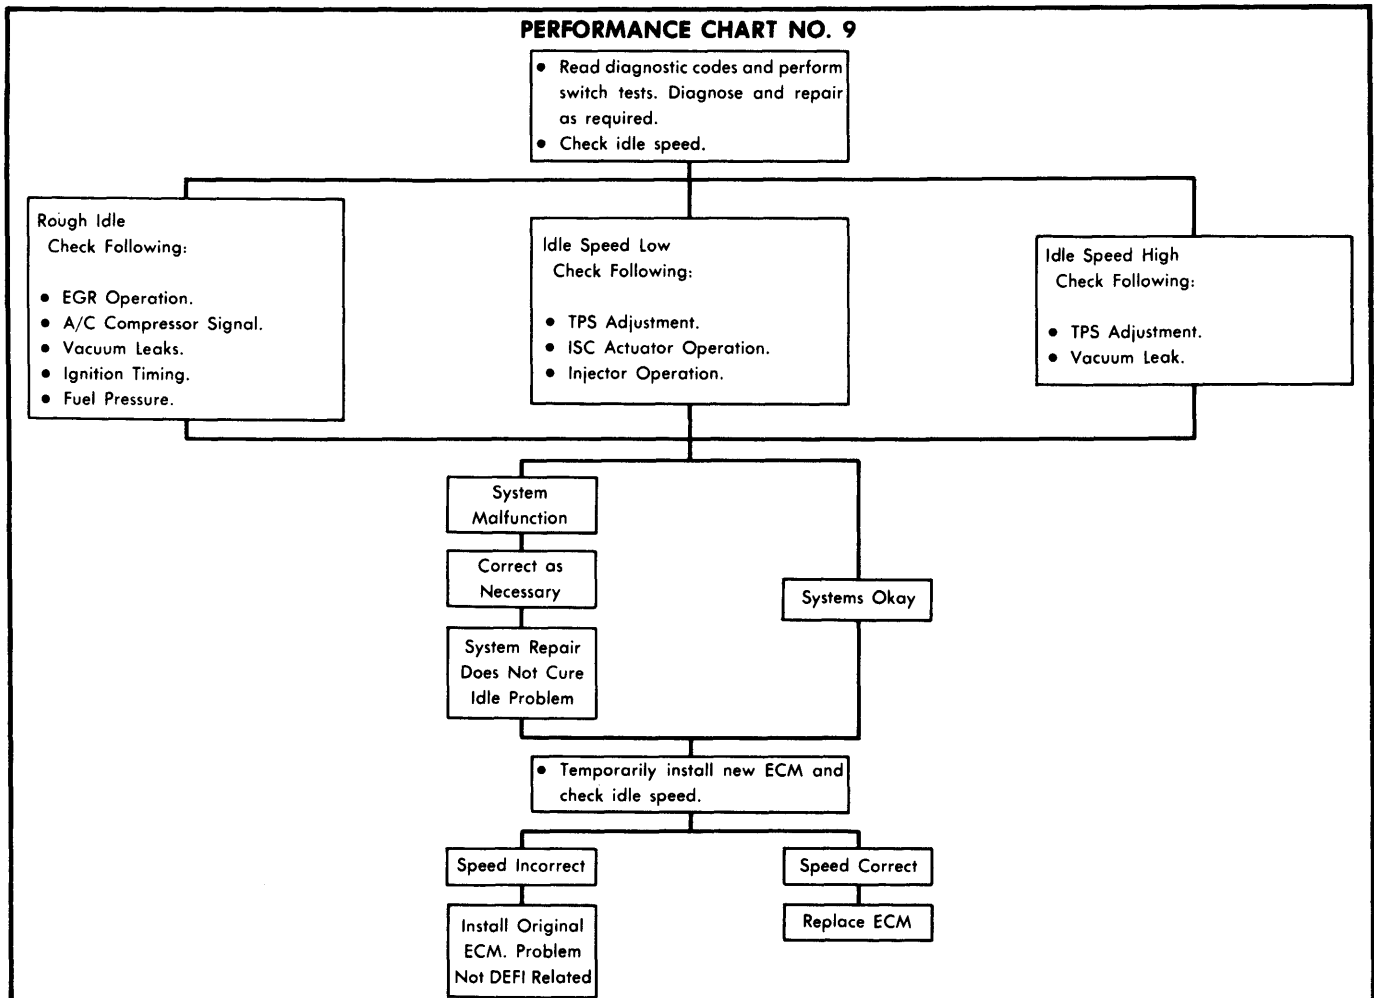 PERFORMANCE CHART NO. 9
• Read diagnostic codes and perform
switch tests. Diagnose and repair
as required.
• Check idle speed.
Rough Idle
Check Following:
• EGR Operation.
• A/C Compressor Signal.
• Vacuum Leaks.
• Ignition Timing.
• Fuel Pressure.
Idle Speed Low
Check Following:
• TPS Adjustment.
• ISC Actuator Operation.
• Injector Operation.
Idle Speed High
Check Following:
• TPS Adjustment.
• Vacuum Leak.
System
Malfunction
Correct as
Necessary
System Repair
Does Not Cure
Idle Problem
Systems Okay
• Temporarily install new ECM and
check idle speed.
Speed Incorrect
Install Original
ECM. Problem
Not DEFI Related
Speed Correct
Replace ECM